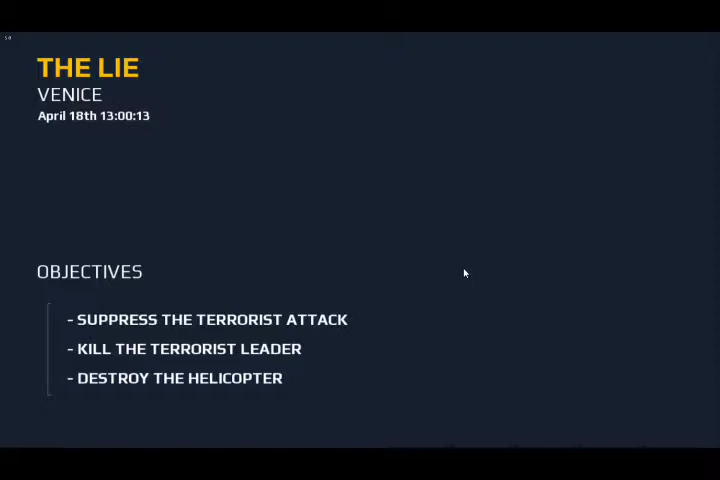 THE LIE
VENICE
April 18th 13:00:13
OBJECTIVES
- SUPPRESS THE TERRORIST ATTACK
- KILL THE TERRORIST LEADER
- DESTROY THE HELICOPTER